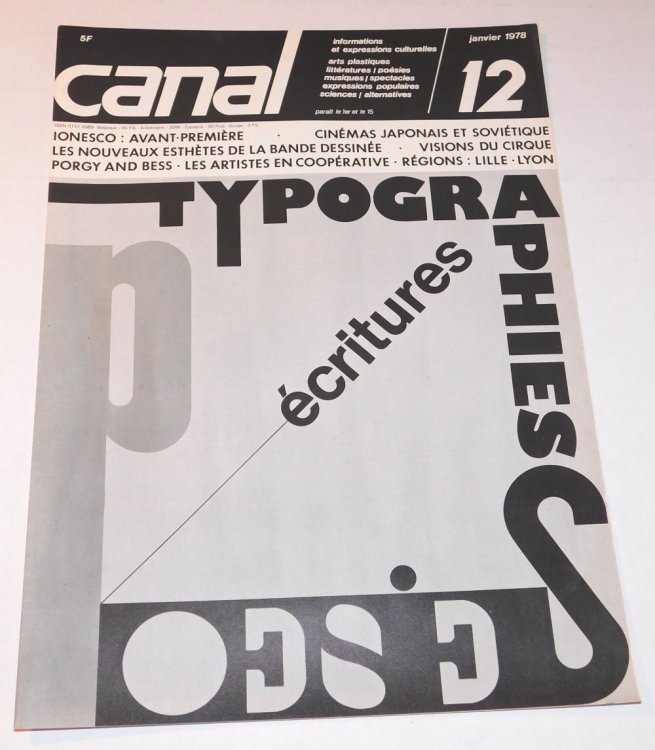 5F
canal
informations
et expressions culturelles
arts plastiques
littératures / poésies
musiques / spectacles
expressions populaires
sciences / alternatives
paraît le 1er et le 15
janvier 1978
12
IONESCO : AVANT-PREMIÈRE · CINÉMAS JAPONAIS ET SOVIÉTIQUE
LES NOUVEAUX ESTHÈTES DE LA BANDE DESSINÉE · VISIONS DU CIRQUE
PORGY AND BESS · LES ARTISTES EN COOPÉRATIVE · RÉGIONS : LILLE · LYON
TYPOGRAPHIES
écritures
poésies